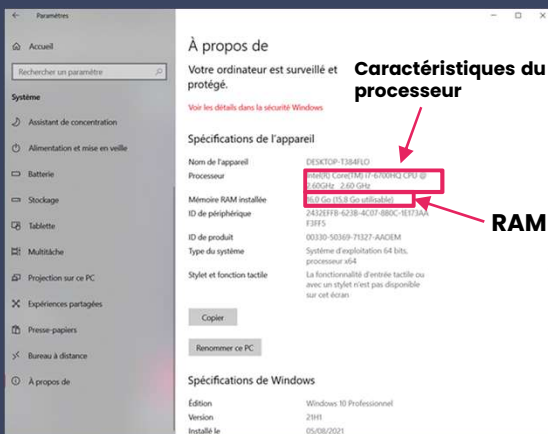 Paramètres
Accueil
Rechercher un paramètre
Système
Assistant de concentration
Alimentation et mise en veille
Batterie
Stockage
Tablette
Multitâche
Projection sur ce PC
Expériences partagées
Presse-papiers
Bureau à distance
À propos de
À propos de
Votre ordinateur est surveillé et
protégé.
Voir les détails dans la sécurité Windows
Caractéristiques du
processeur
Spécifications de l'appareil
Nom de l'appareil DESKTOP-T384FLO
Processeur Intel(R) Core(TM) i7-6700HQ CPU @
2.60GHz 2.60 GHz
Mémoire RAM installée 16,0 Go (15,8 Go utilisable)
RAM
ID de périphérique 2432EFFB-623B-4C07-880C-1E173AA
F3FF5
ID de produit 00330-50369-71327-AAOEM
Type du système Système d'exploitation 64 bits,
processeur x64
Stylet et fonction tactile La fonctionnalité d'entrée tactile ou
avec un stylet n'est pas disponible
sur cet écran
Copier
Renommer ce PC
Spécifications de Windows
Édition Windows 10 Professionnel
Version 21H1
Installé le 05/08/2021